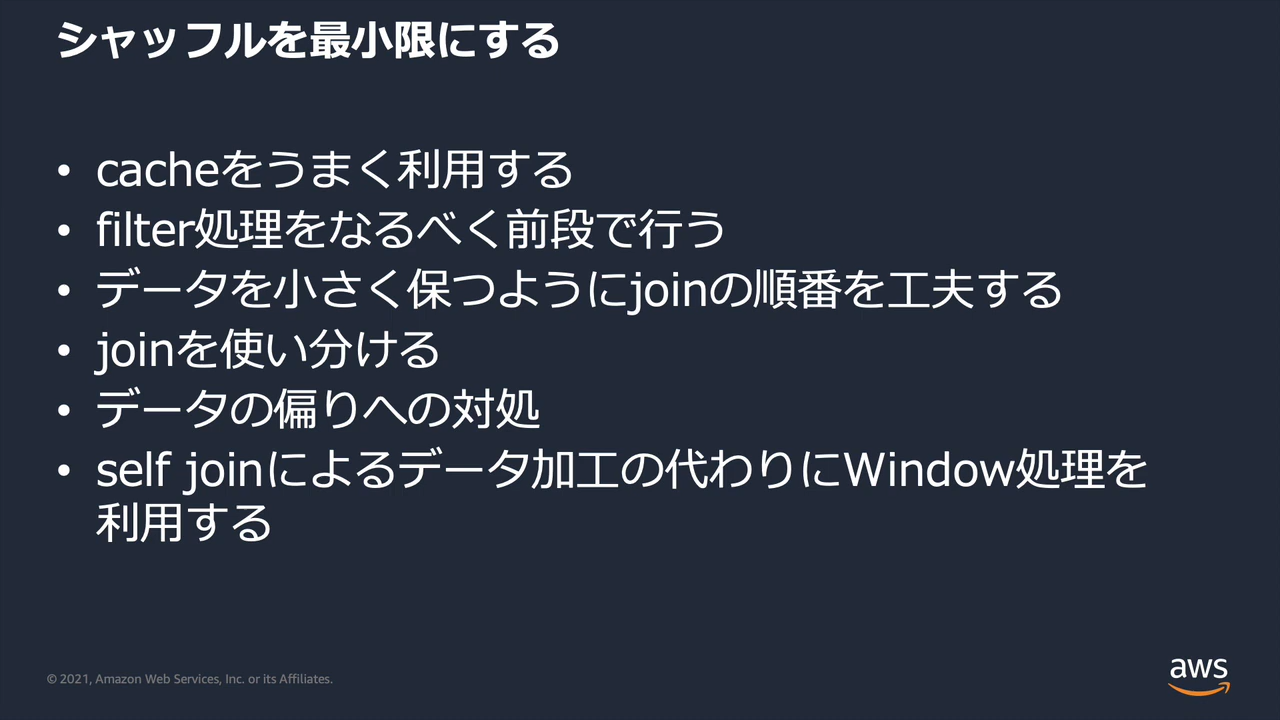 シャッフルを最小限にする
• cacheをうまく利用する
• filter処理をなるべく前段で行う
• データを小さく保つようにjoinの順番を工夫する
• joinを使い分ける
• データの偏りへの対処
• self joinによるデータ加工の代わりにWindow処理を
利用する
© 2021, Amazon Web Services, Inc. or its Affiliates.
aws